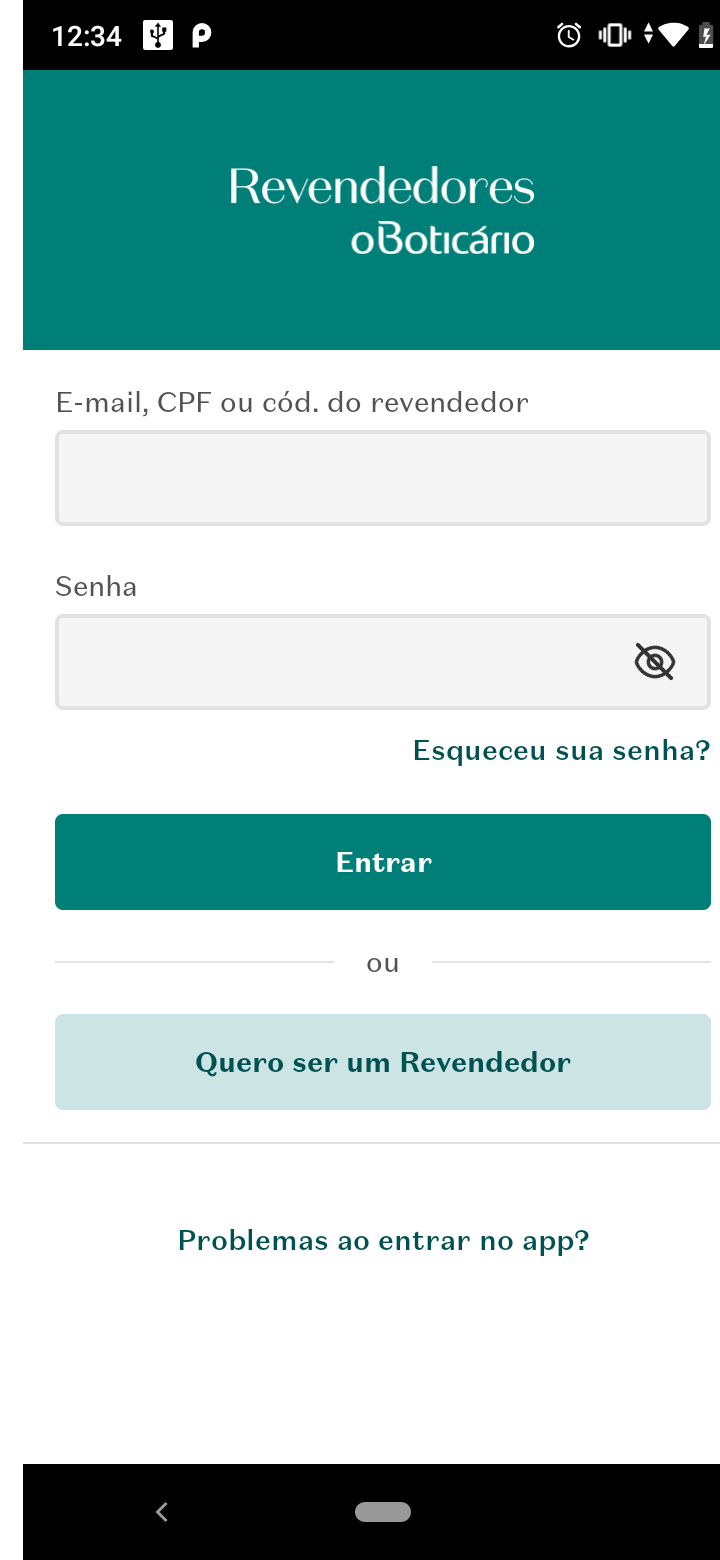 12:34
Revendedores
oBoticário
E-mail, CPF ou cód. do revendedor
Senha
Esqueceu sua senha?
Entrar
ou
Quero ser um Revendedor
Problemas ao entrar no app?